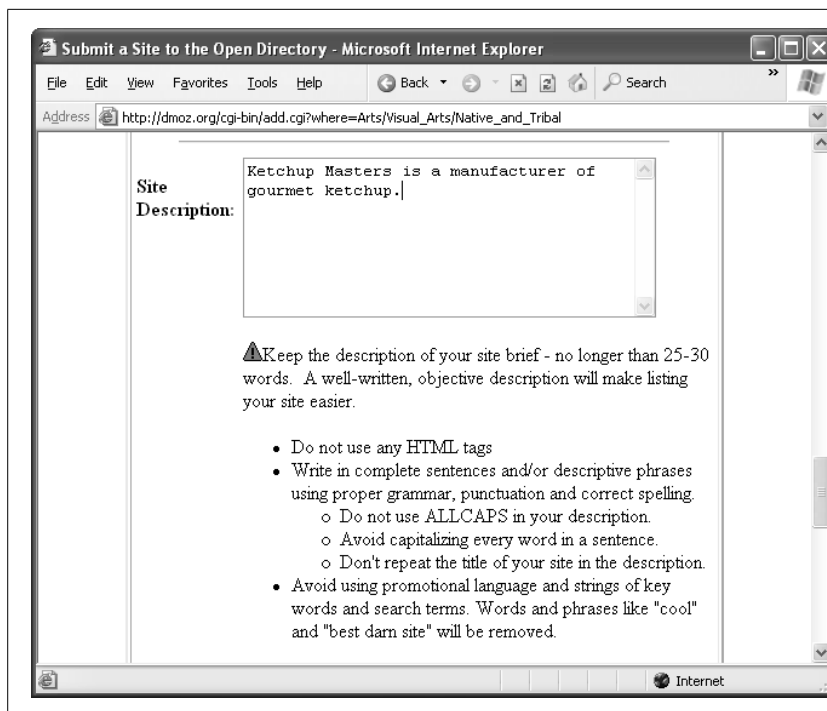 Submit a Site to the Open Directory - Microsoft Internet Explorer
File Edit View Favorites Tools Help Back Search »
Address http://dmoz.org/cgi-bin/add.cgi?where=Arts/Visual_Arts/Native_and_Tribal
Site
Description:
Ketchup Masters is a manufacturer of
gourmet ketchup.
Keep the description of your site brief - no longer than 25-30
words. A well-written, objective description will make listing
your site easier.
• Do not use any HTML tags
• Write in complete sentences and/or descriptive phrases
using proper grammar, punctuation and correct spelling.
o Do not use ALLCAPS in your description.
o Avoid capitalizing every word in a sentence.
o Don't repeat the title of your site in the description.
• Avoid using promotional language and strings of key
words and search terms. Words and phrases like "cool"
and "best darn site" will be removed.
Internet